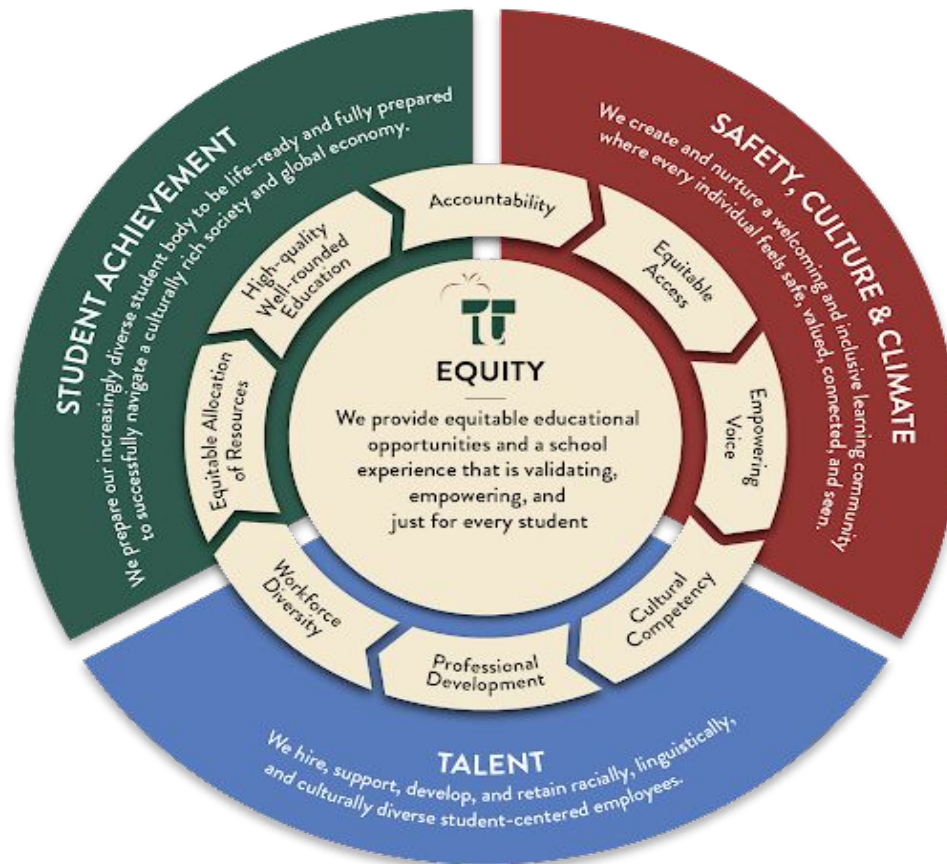 STUDENT ACHIEVEMENT
We prepare our increasingly diverse student body to be life-ready and fully prepared
to successfully navigate a culturally rich society and global economy.
SAFETY, CULTURE & CLIMATE
We create and nurture a welcoming and inclusive learning community
where every individual feels safe, valued, connected, and seen.
Accountability
Equitable
Access
Empowering
Voice
Cultural
Competency
Professional
Development
Workforce
Diversity
Equitable Allocation
of Resources
High-quality
Well-rounded
Education
EQUITY
We provide equitable educational
opportunities and a school
experience that is validating,
empowering, and
just for every student
TALENT
We hire, support, develop, and retain racially, linguistically,
and culturally diverse student-centered employees.